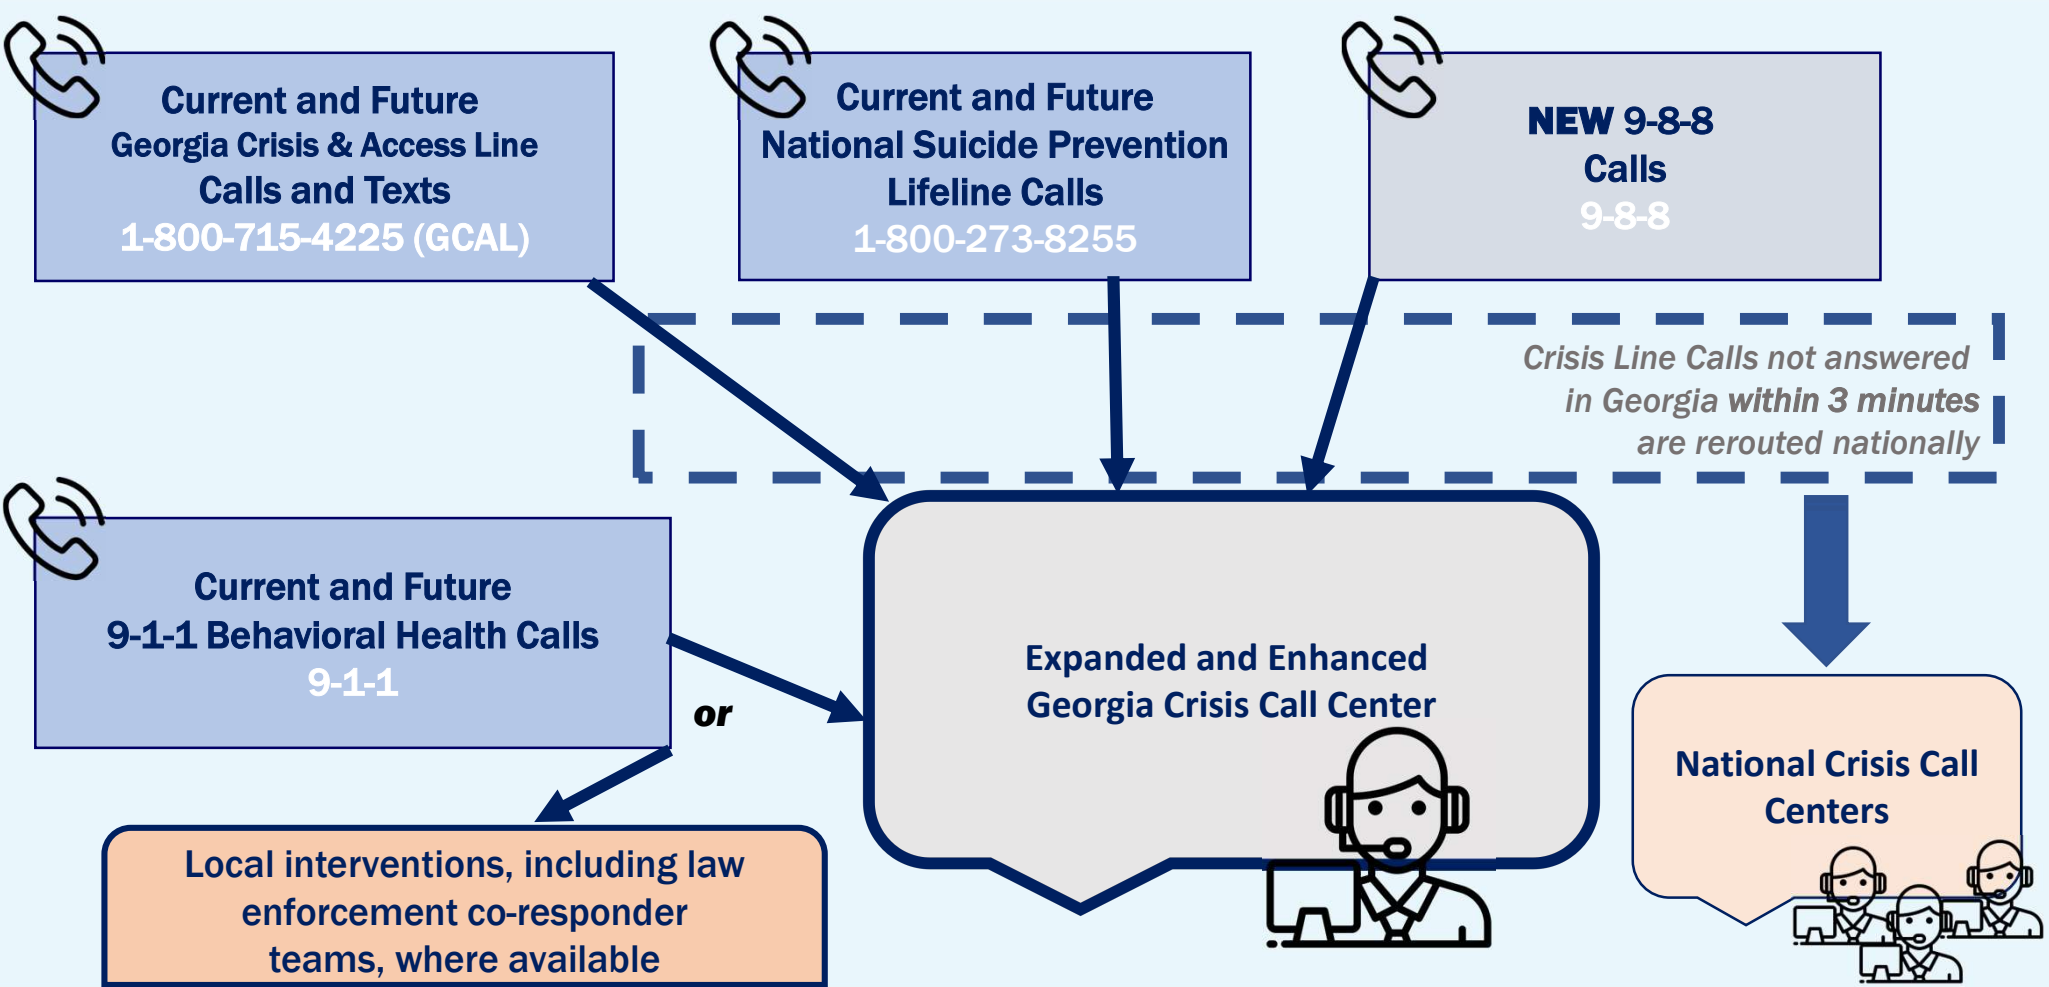 Current and Future
Georgia Crisis & Access Line
Calls and Texts
1-800-715-4225 (GCAL)
Current and Future
National Suicide Prevention
Lifeline Calls
1-800-273-8255
NEW 9-8-8
Calls
9-8-8
Crisis Line Calls not answered
in Georgia within 3 minutes
are rerouted nationally
Current and Future
9-1-1 Behavioral Health Calls
9-1-1
or
Expanded and Enhanced
Georgia Crisis Call Center
National Crisis Call
Centers
Local interventions, including law
enforcement co-responder
teams, where available